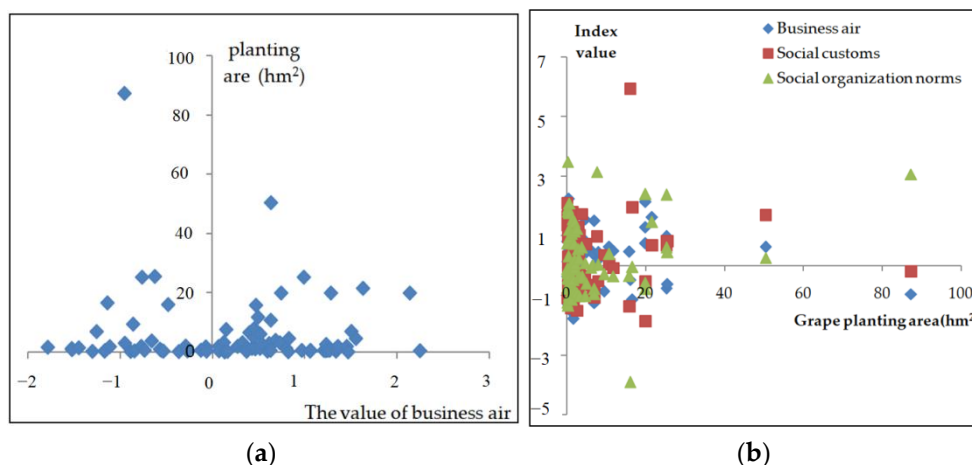 planting
are (hm²)
100
80
60
40
20
0
−2
−1
0
1
2
3
The value of business air
(a)
Index
value
Business air
Social customs
Social organization norms
7
5
3
1
−1
−3
−5
0
20
40
60
80
100
Grape planting area(hm²)
(b)